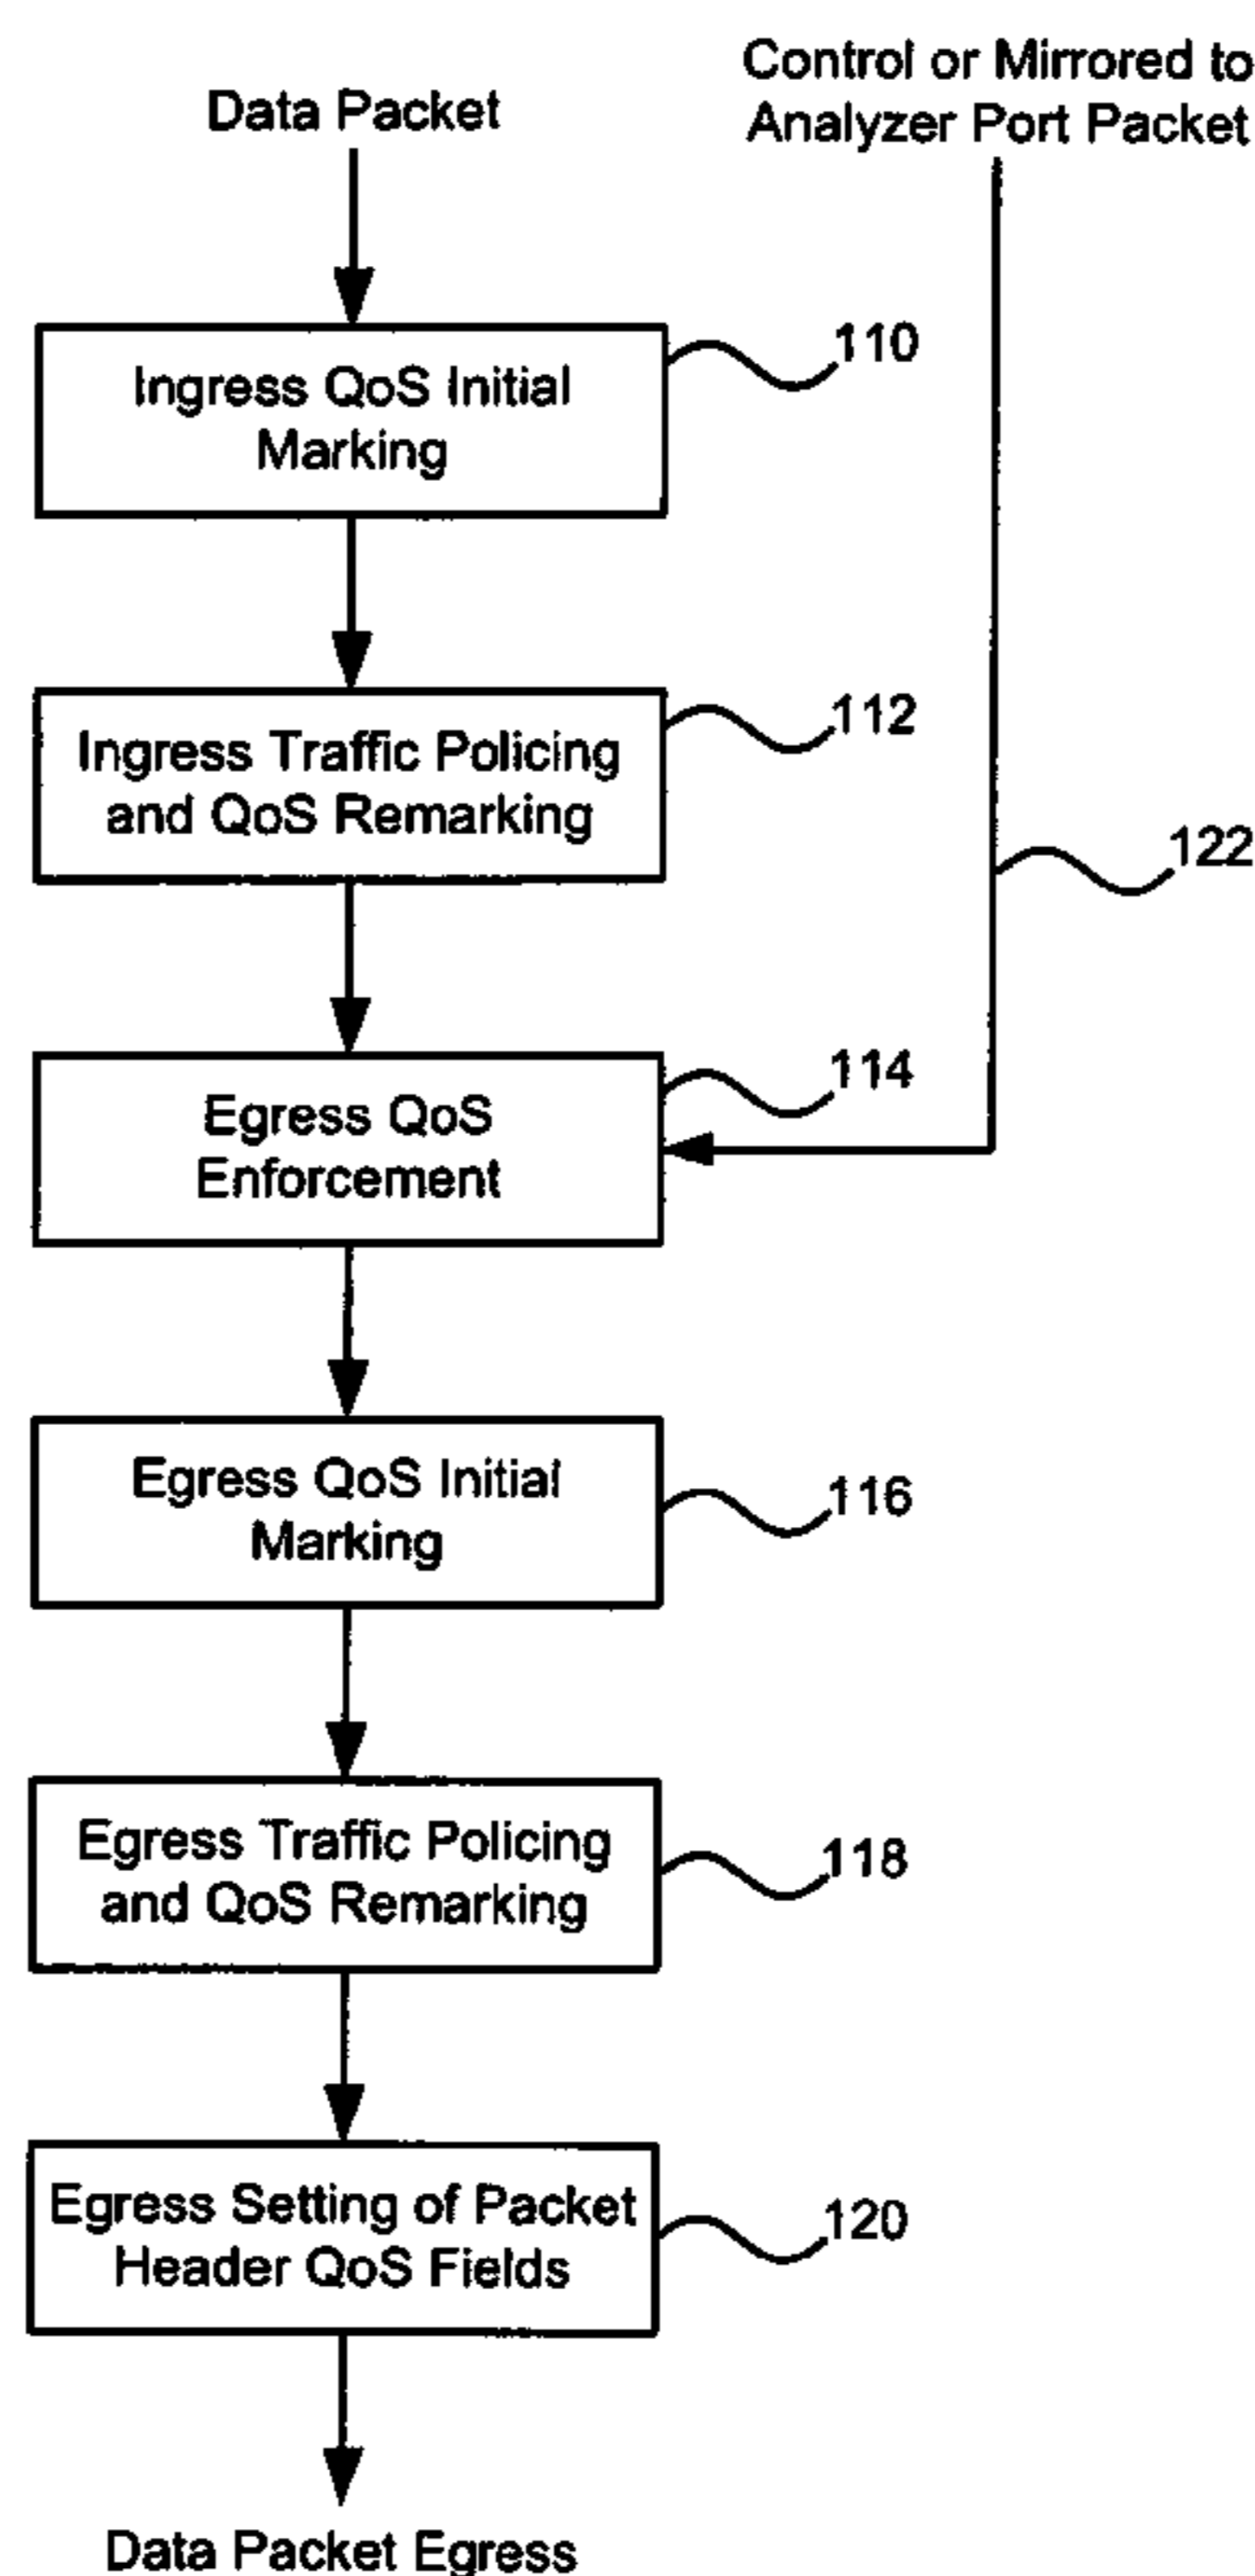 Control or Mirrored to
Analyzer Port Packet
Data Packet
110
Ingress QoS Initial
Marking
112
Ingress Traffic Policing
and QoS Remarking
122
114
Egress QoS
Enforcement
116
Egress QoS Initial
Marking
118
Egress Traffic Policing
and QoS Remarking
120
Egress Setting of Packet
Header QoS Fields
Data Packet Egress